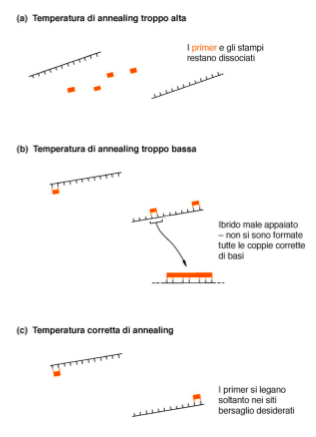 (a) Temperatura di annealing troppo alta
I primer e gli stampi
restano dissociati
(b) Temperatura di annealing troppo bassa
Ibrido male appaiato
– non si sono formate
tutte le coppie corrette
di basi
(c) Temperatura corretta di annealing
I primer si legano
soltanto nei siti
bersaglio desiderati